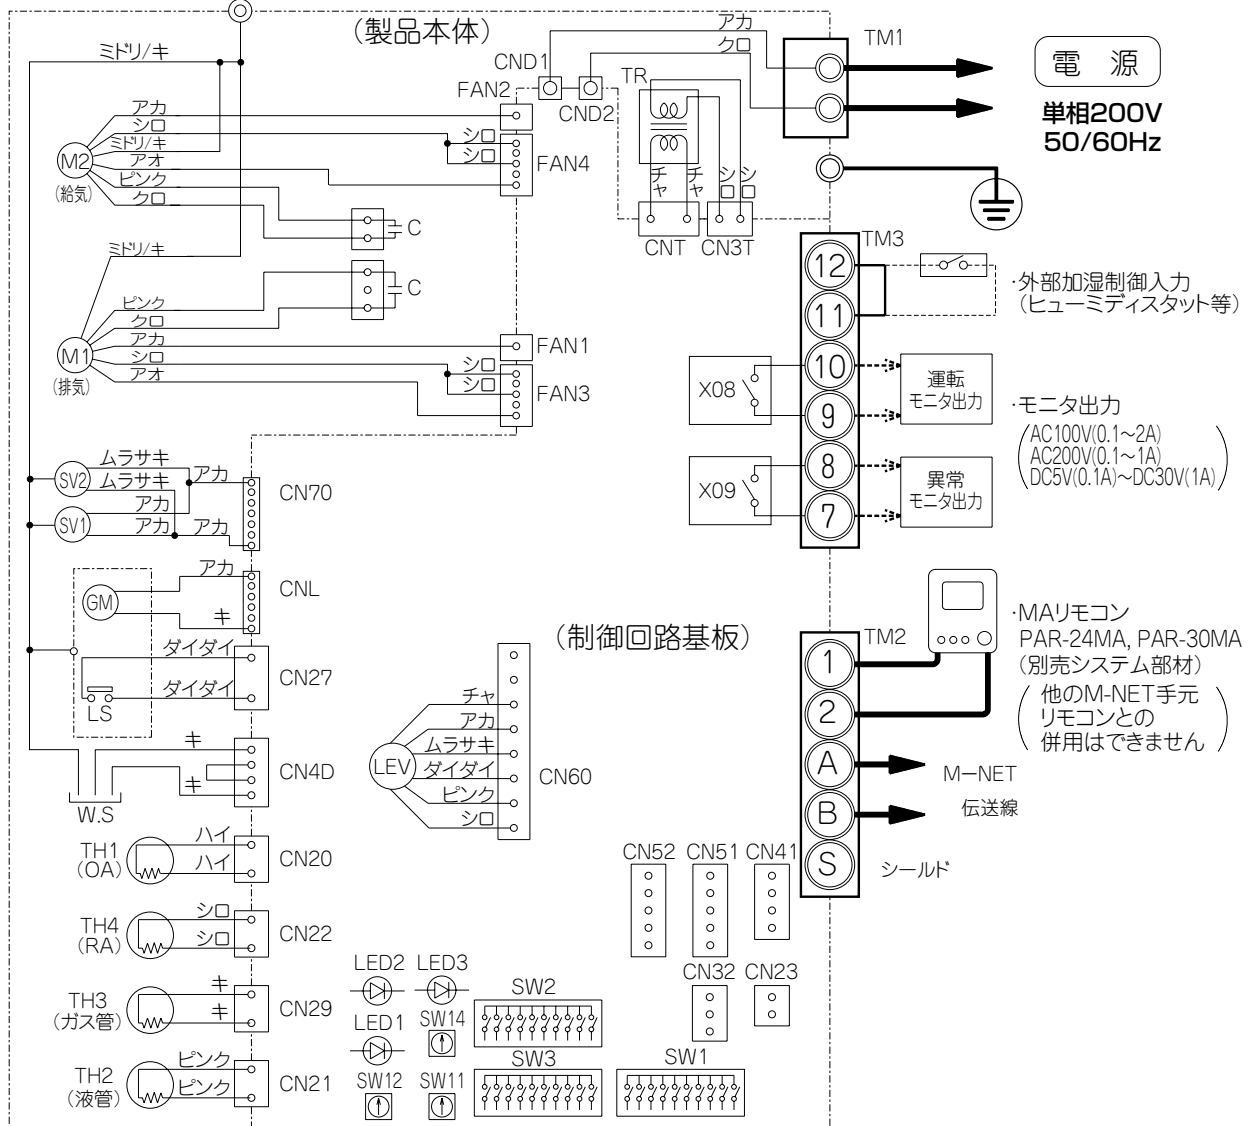 (製品本体)
ミドリ/キ
アカ
クロ
CND1
CND2
TR
TM1
電 源
単相200V
50/60Hz
FAN2
アカ
シロ
ミドリ/キ
アオ
ピンク
クロ
M2
(給気)
シロ
シロ
FAN4
C
チャ
チャ
シロ
シロ
CNT
CN3T
ミドリ/キ
C
ピンク
クロ
アカ
シロ
アオ
M1
(排気)
FAN1
シロ
シロ
FAN3
TM3
12
11
10
9
8
7
・外部加湿制御入力
(ヒューミディスタット等)
X08
運転
モニタ出力
X09
異常
モニタ出力
・モニタ出力
AC100V(0.1~2A)
AC200V(0.1~1A)
DC5V(0.1A)~DC30V(1A)
SV2
ムラサキ
ムラサキ
アカ
SV1
アカ
アカ
アカ
CN70
GM
アカ
キ
CNL
ダイダイ
ダイダイ
LS
CN27
キ
キ
W.S
CN4D
(制御回路基板)
LEV
チャ
アカ
ムラサキ
ダイダイ
ピンク
シロ
CN60
TM2
1
2
A
B
S
・MAリモコン
PAR-24MA, PAR-30MA
(別売システム部材)
(他のM-NET手元
リモコンとの
併用はできません)
M-NET
伝送線
シールド
TH1
(OA)
ハイ
ハイ
CN20
TH4
(RA)
シロ
シロ
CN22
TH3
(ガス管)
キ
キ
CN29
TH2
(液管)
ピンク
ピンク
CN21
CN52
CN51
CN41
CN32
CN23
LED2
LED3
SW2
LED1
SW14
SW3
SW1
SW12
SW11